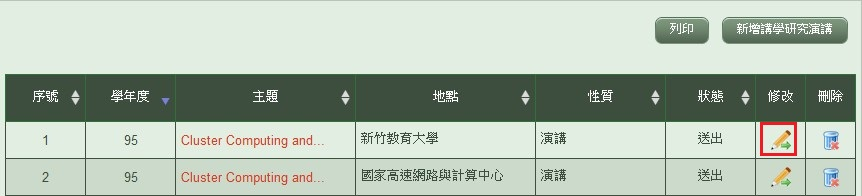 列印 新增講學研究演講
序號 學年度 主題 地點 性質 狀態 修改 刪除
1 95 Cluster Computing and... 新竹教育大學 演講 送出
2 95 Cluster Computing and... 國家高速網路與計算中心 演講 送出